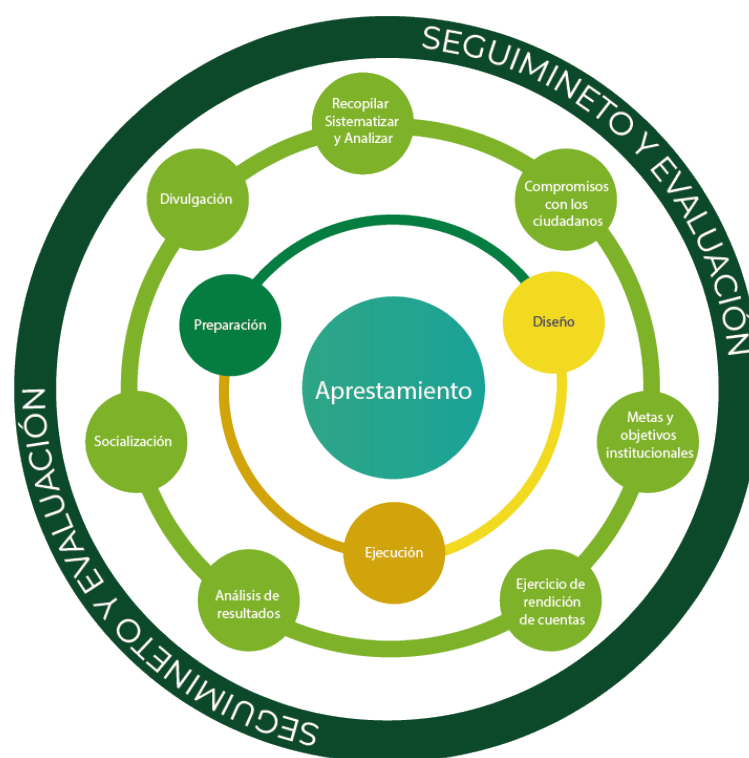 SEGUIMINETO Y EVALUACIÓN
Recopilar
Sistematizar
y Analizar
Compromisos
con los
ciudadanos
Divulgación
Preparación
Diseño
Aprestamiento
Metas y
objetivos
institucionales
Socialización
Ejecución
Ejercicio de
rendición
de cuentas
Análisis de
resultados
SEGUIMINETO Y EVALUACIÓN